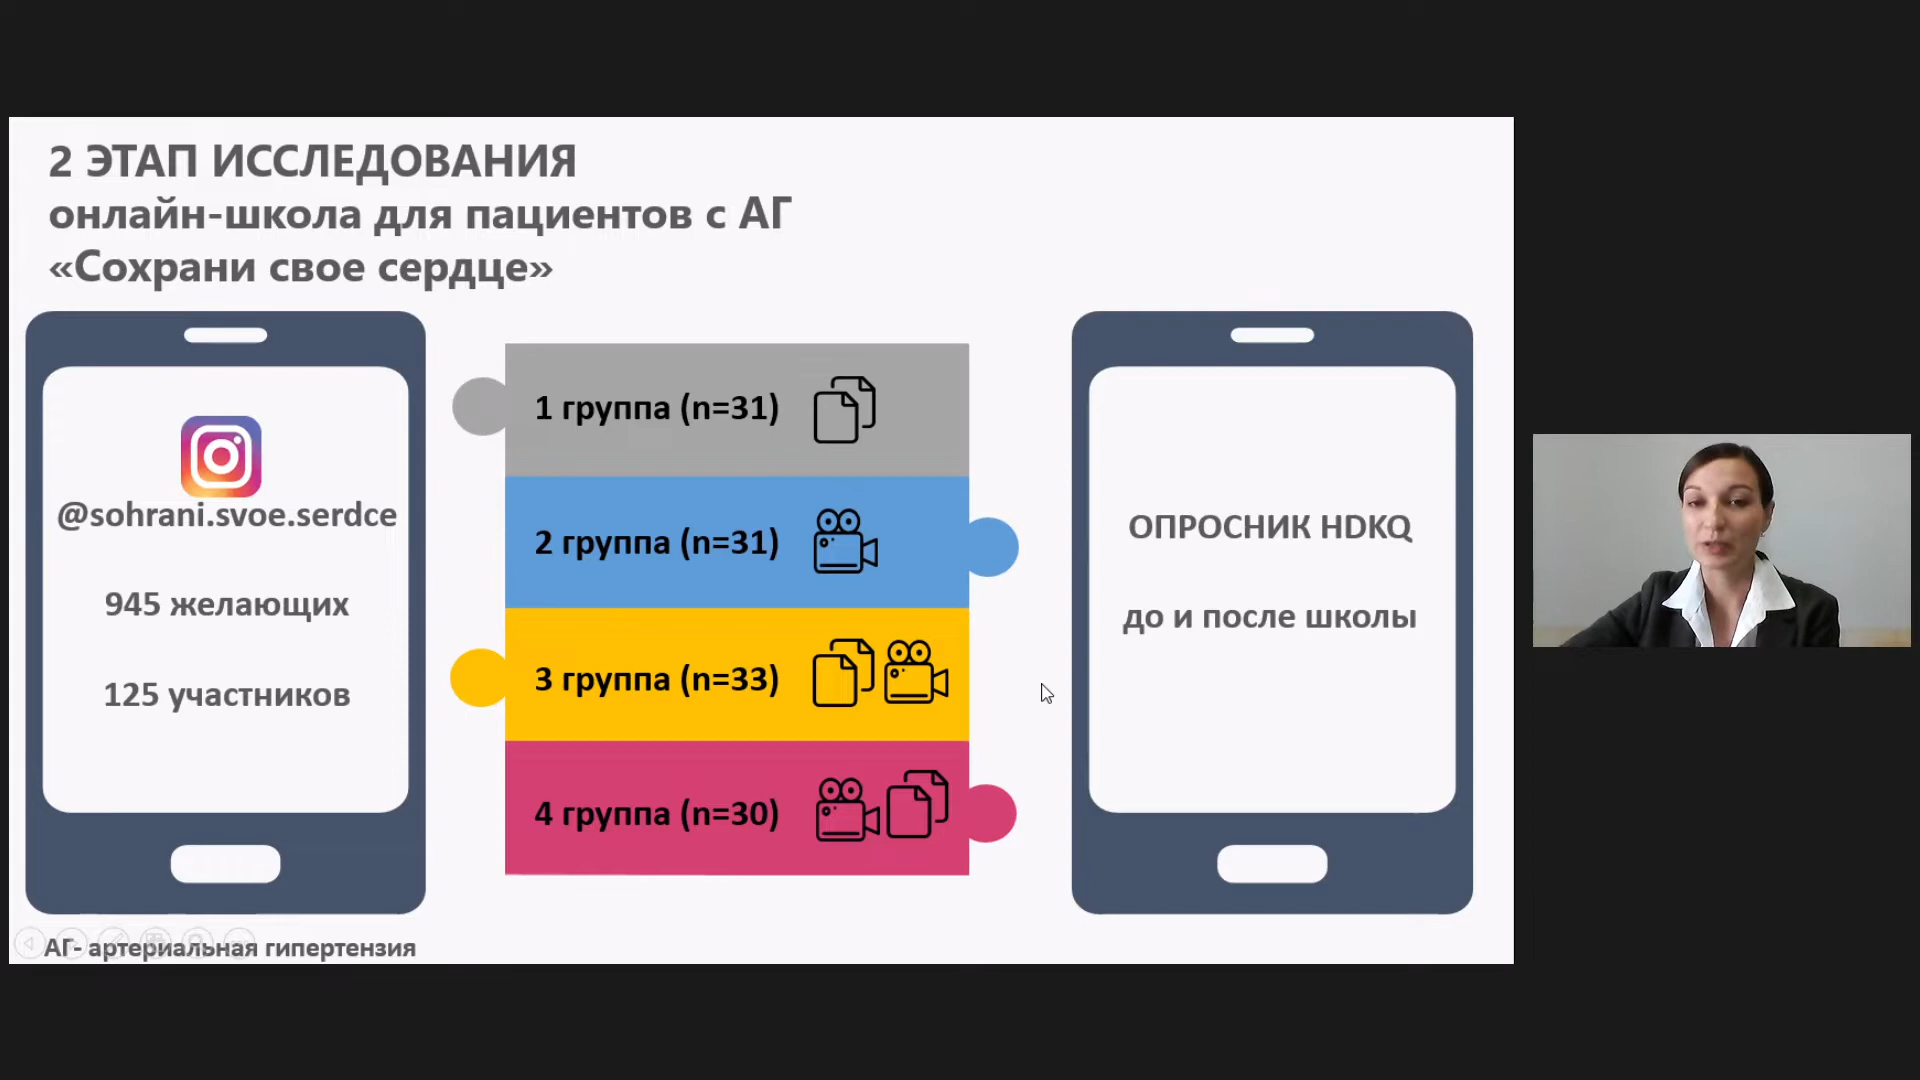 2 ЭТАП ИССЛЕДОВАНИЯ
онлайн-школа для пациентов с АГ
«Сохрани свое сердце»
@sohrani.svoe.serdce
945 желающих
125 участников
1 группа (n=31)
2 группа (n=31)
3 группа (n=33)
4 группа (n=30)
ОПРОСНИК HDKQ
до и после школы
АГ- артериальная гипертензия